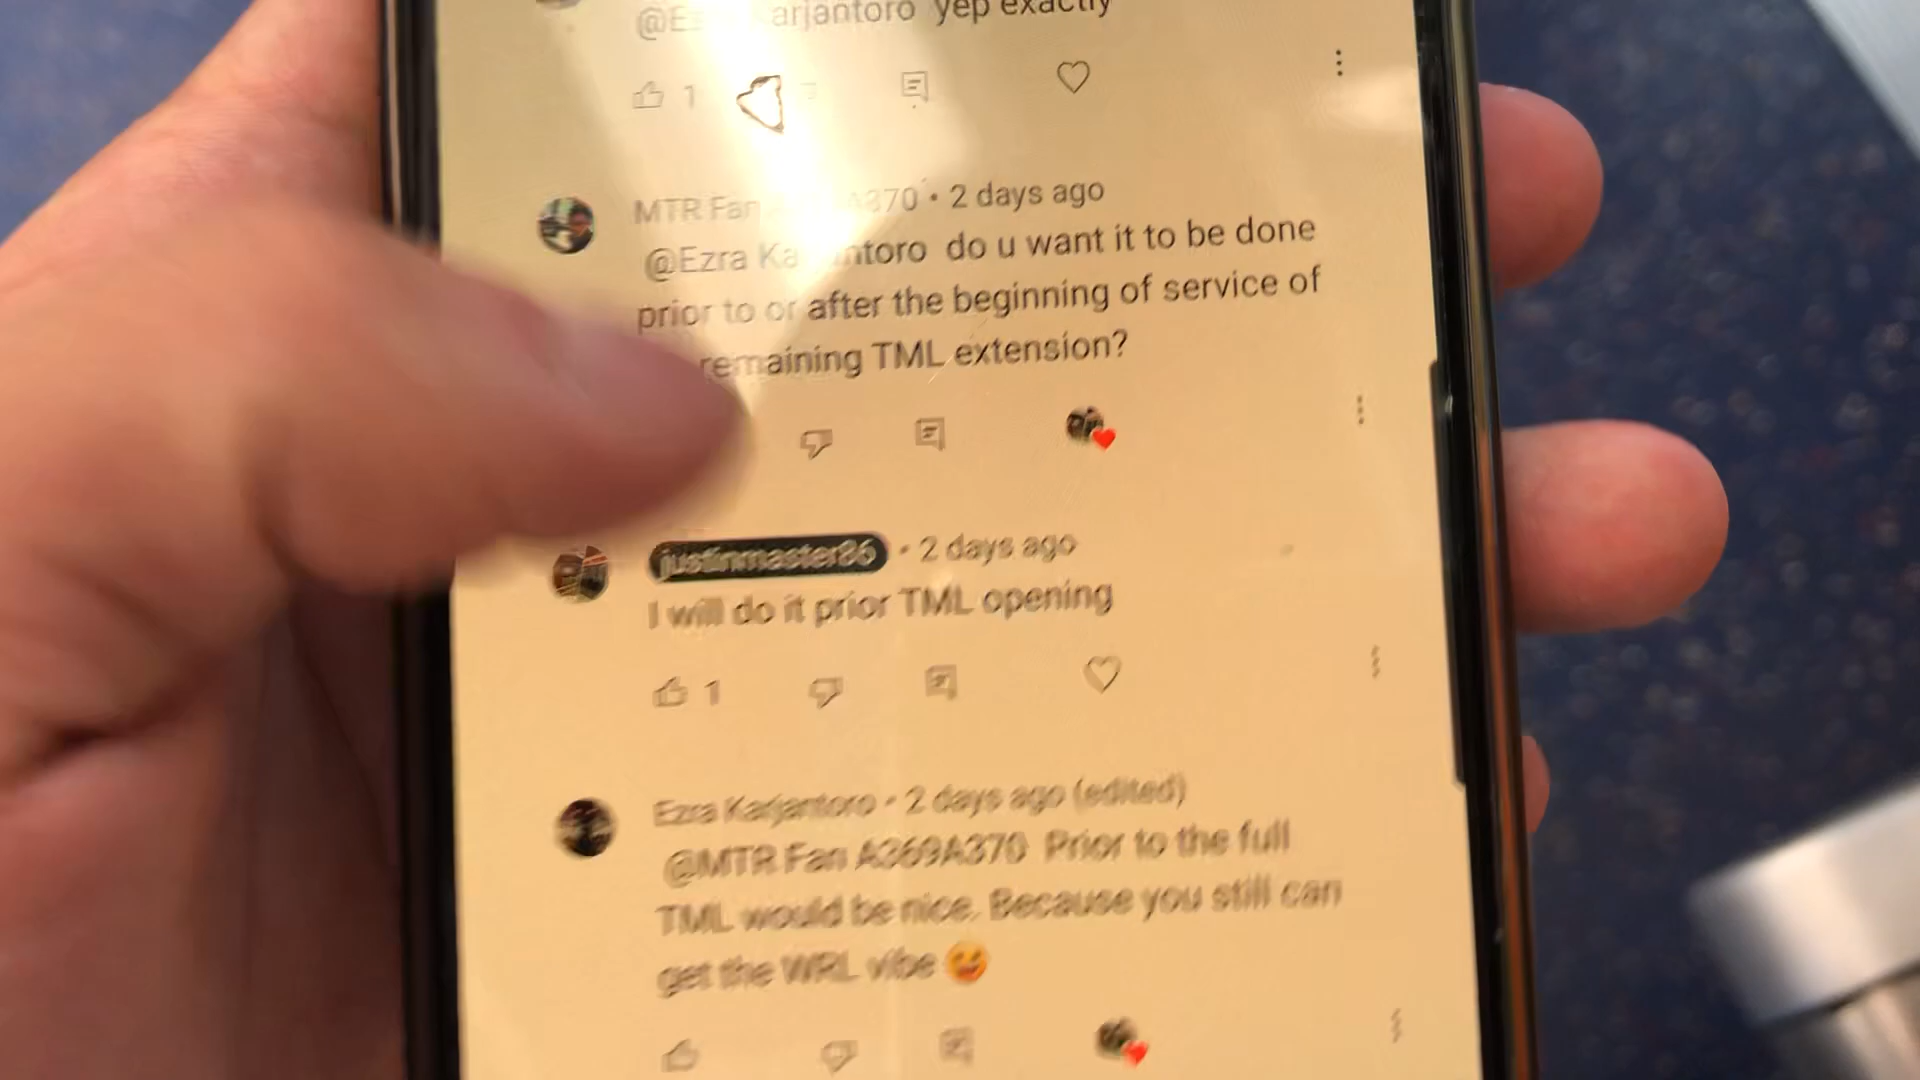 @E arjantoro yep exactly
1
MTR Fan A370 • 2 days ago
@Ezra Ka ntoro do u want it to be done
prior to or after the beginning of service of
remaining TML extension?
justinmaster86 • 2 days ago
I will do it prior TML opening
1
Ezra Karjantoro • 2 days ago (edited)
@MTR Fan A369A370 Prior to the full
TML would be nice. Because you still can
get the WRL vibe 😆